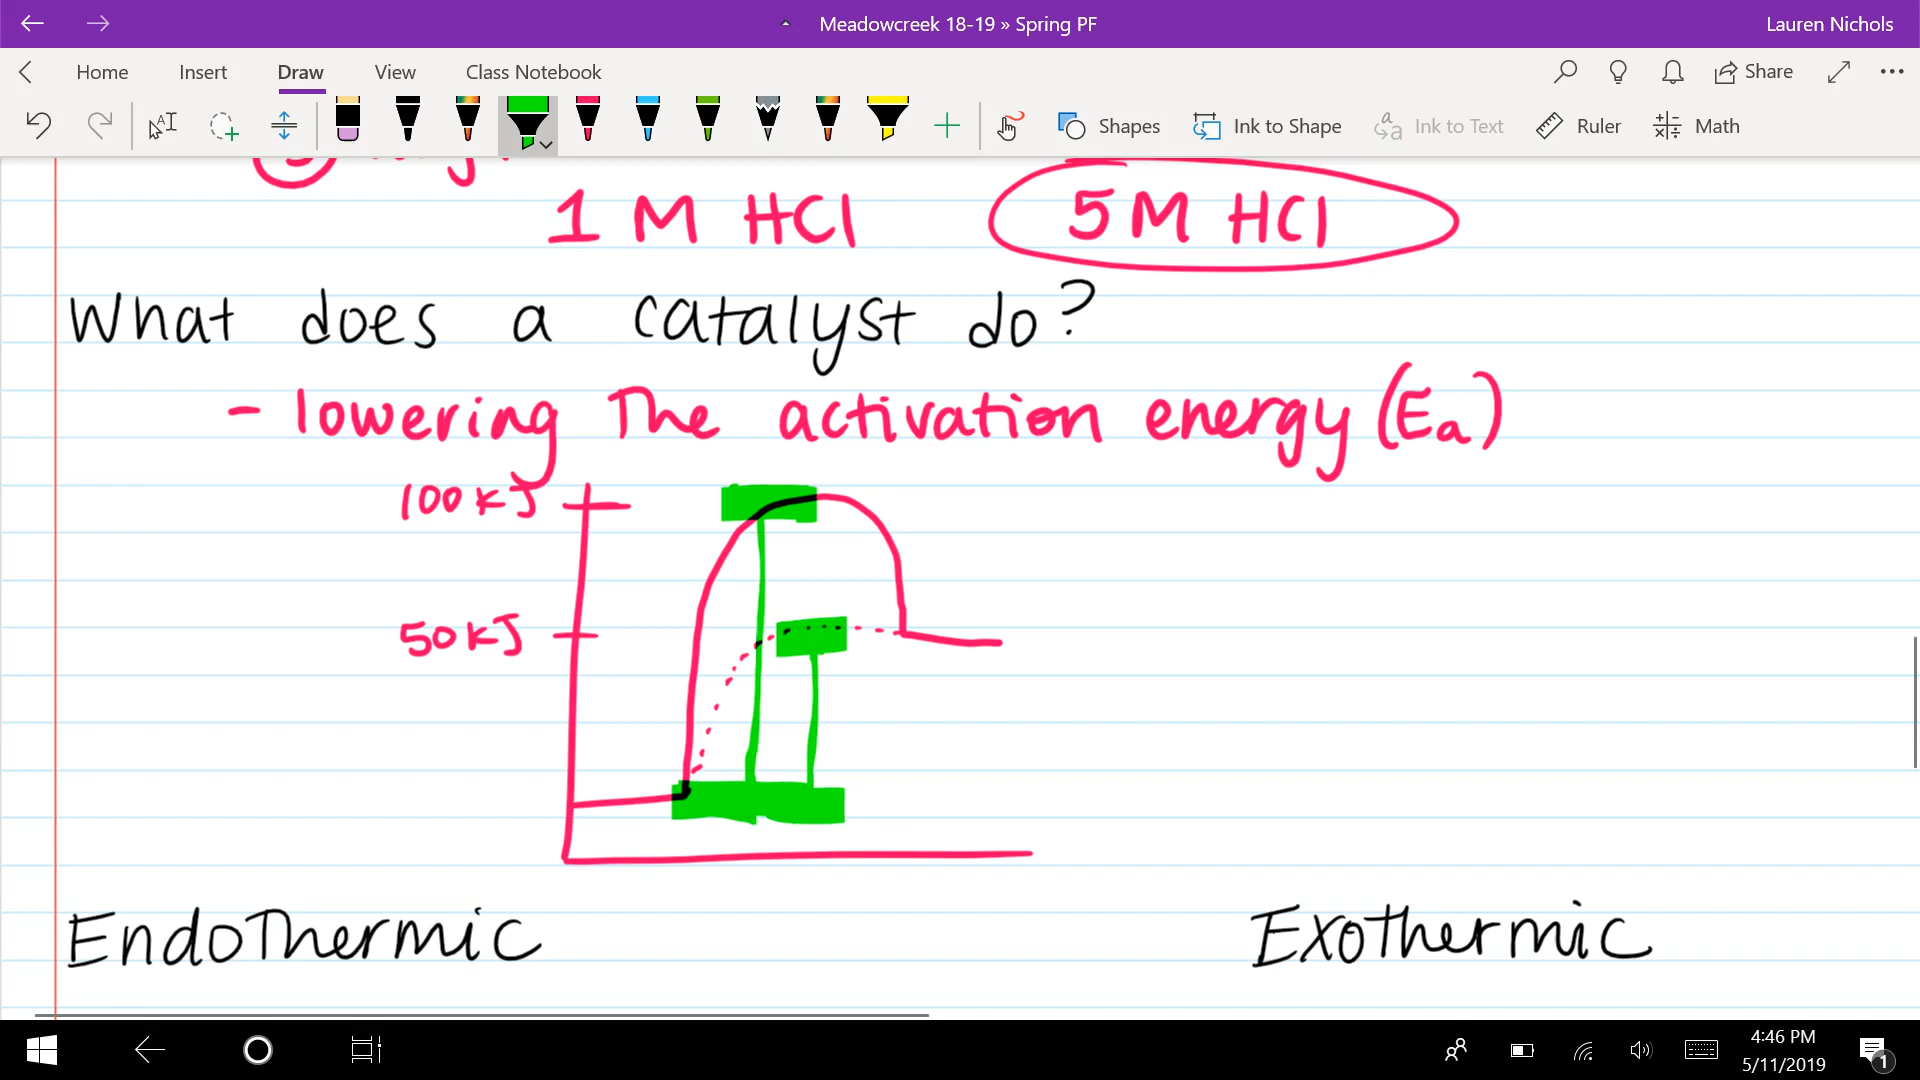 Meadowcreek 18-19 » Spring PF
Lauren Nichols
Home Insert Draw View Class Notebook
Share
Shapes Ink to Shape Ink to Text Ruler Math
1 M HCl 5 M HCl
What does a catalyst do?
- lowering the activation energy (Ea)
100 kJ
50 kJ
Endothermic Exothermic
4:46 PM
5/11/2019
1